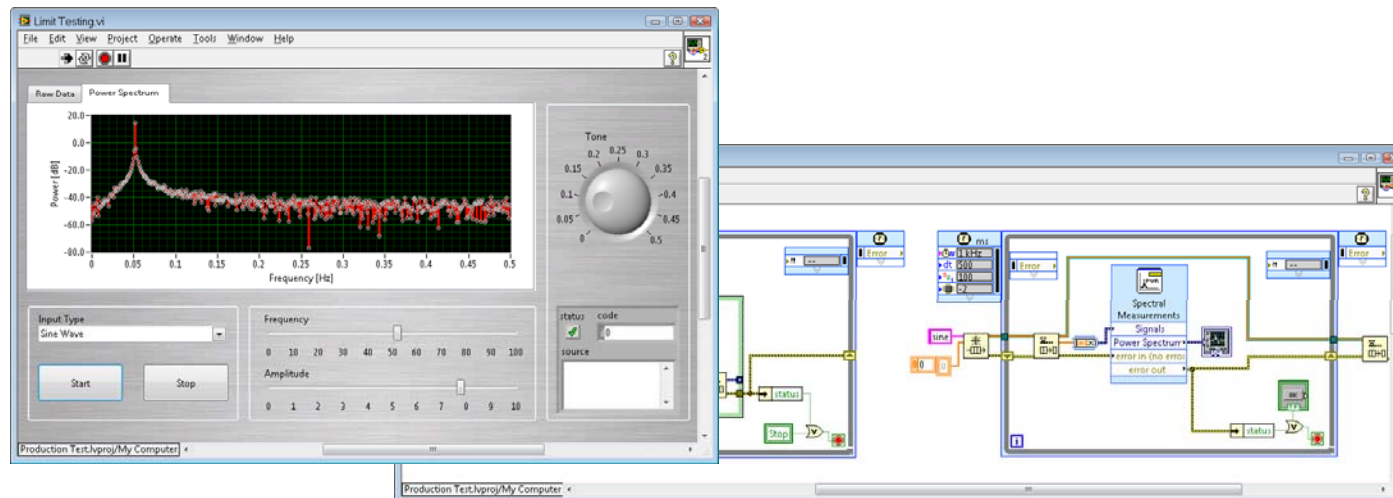 Limit Testing.vi
File Edit View Project Operate Tools Window Help
2
Raw Data Power Spectrum
20.0
0.0
-20.0
-40.0
-60.0
-80.0
Power [dB]
0 0.05 0.1 0.15 0.2 0.25 0.3 0.35 0.4 0.45 0.5
Frequency [Hz]
Tone
0 0.05 0.1 0.15 0.2 0.25 0.3 0.35 0.4 0.45 0.5
Input Type
Sine Wave
Start Stop
Frequency
0 10 20 30 40 50 60 70 80 90 100
Amplitude
0 1 2 3 4 5 6 7 8 9 10
status code
0
source
Production Test.lvproj/My Computer
Error
status
Stop
ms
1 kHz
dt 500
100
-2
Error
Error
sine
0
Spectral
Measurements
Signals
Power Spectrum
error in (no error
error out
OK
status
i
Production Test.lvproj/My Computer